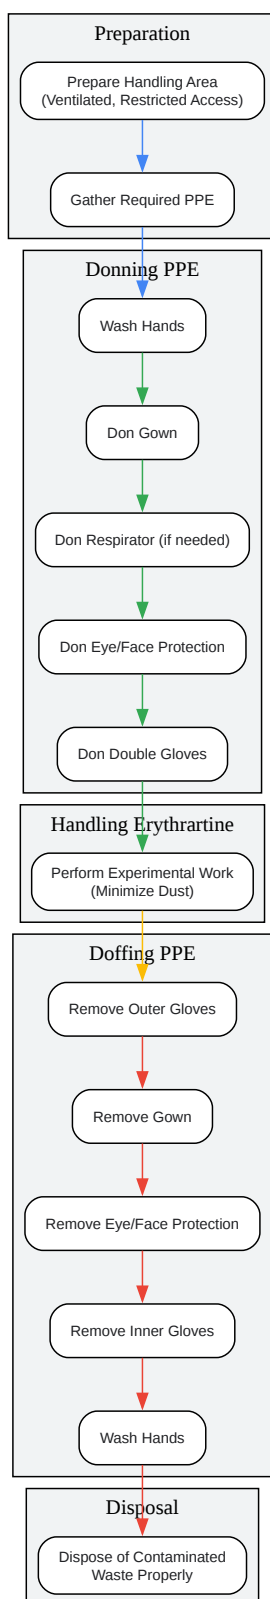 Preparation
Prepare Handling Area
(Ventilated, Restricted Access)
Gather Required PPE
Donning PPE
Wash Hands
Don Gown
Don Respirator (if needed)
Don Eye/Face Protection
Don Double Gloves
Handling Erythrartine
Perform Experimental Work
(Minimize Dust)
Doffing PPE
Remove Outer Gloves
Remove Gown
Remove Eye/Face Protection
Remove Inner Gloves
Wash Hands
Disposal
Dispose of Contaminated
Waste Properly